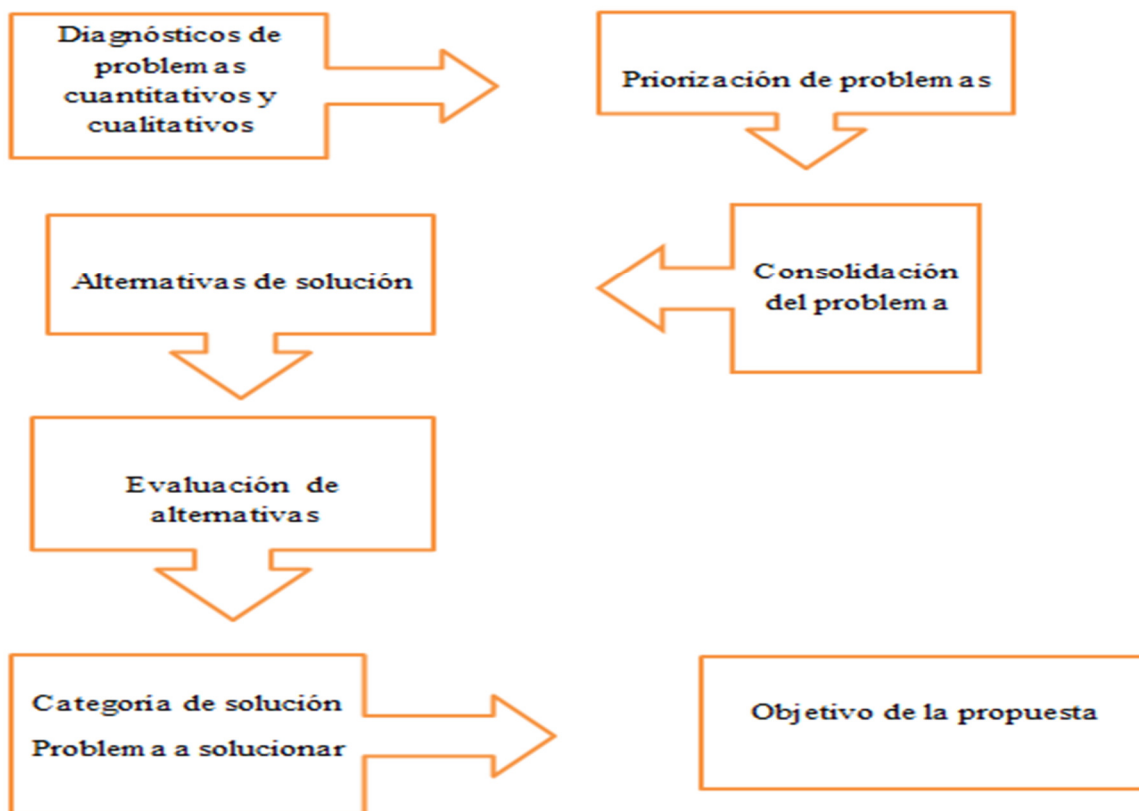 Diagnósticos de
problemas
cuantitativos y
cualitativos
Priorización de problemas
Consolidación
del problema
Alternativas de solución
Evaluación de
alternativas
Categoría de solución
Problema a solucionar
Objetivo de la propuesta